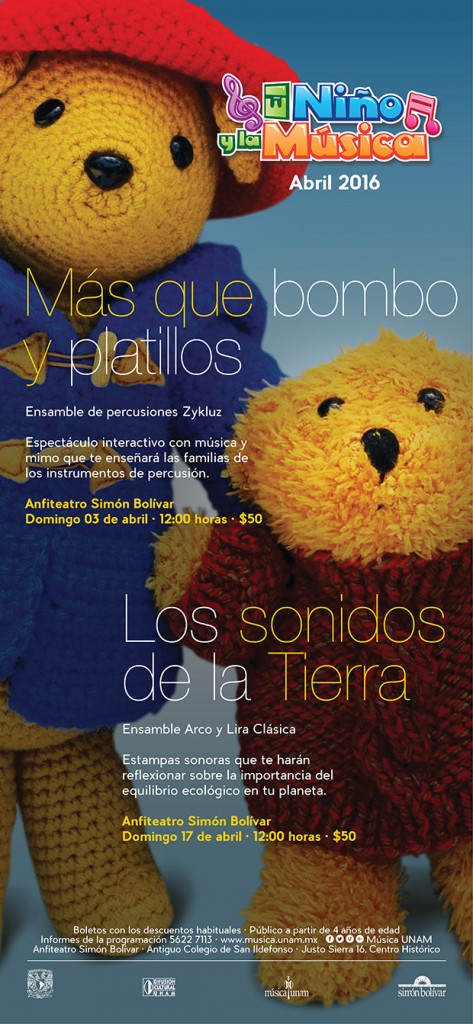 El Niño
y la Música
Abril 2016
Más que bombo
y platillos
Ensamble de percusiones Zykluz
Espectáculo interactivo con música y
mimo que te enseñará las familias de
los instrumentos de percusión.
Anfiteatro Simón Bolívar
Domingo 03 de abril · 12:00 horas · $50
Los sonidos
de la Tierra
Ensamble Arco y Lira Clásica
Estampas sonoras que te harán
reflexionar sobre la importancia del
equilibrio ecológico en tu planeta.
Anfiteatro Simón Bolívar
Domingo 17 de abril · 12:00 horas · $50
Boletos con los descuentos habituales · Público a partir de 4 años de edad
Informes de la programación 5622 7113 · www.musica.unam.mx Música UNAM
Anfiteatro Simón Bolívar · Antiguo Colegio de San Ildefonso · Justo Sierra 16, Centro Histórico
DIFUSIÓN
CULTURAL
UNAM
música unam
simón bolívar